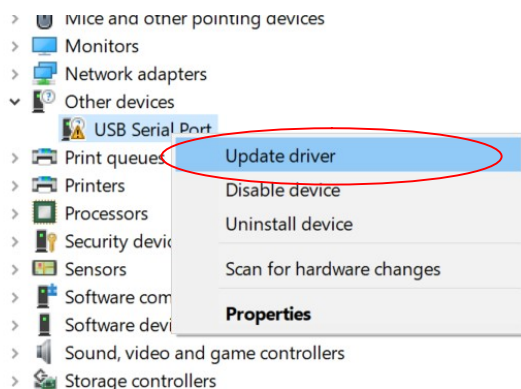 Mice and other pointing devices
Monitors
Network adapters
Other devices
USB Serial Port
Print queues
Update driver
Printers
Disable device
Processors
Uninstall device
Security devic
Sensors
Scan for hardware changes
Software com
Properties
Software devi
Sound, video and game controllers
Storage controllers